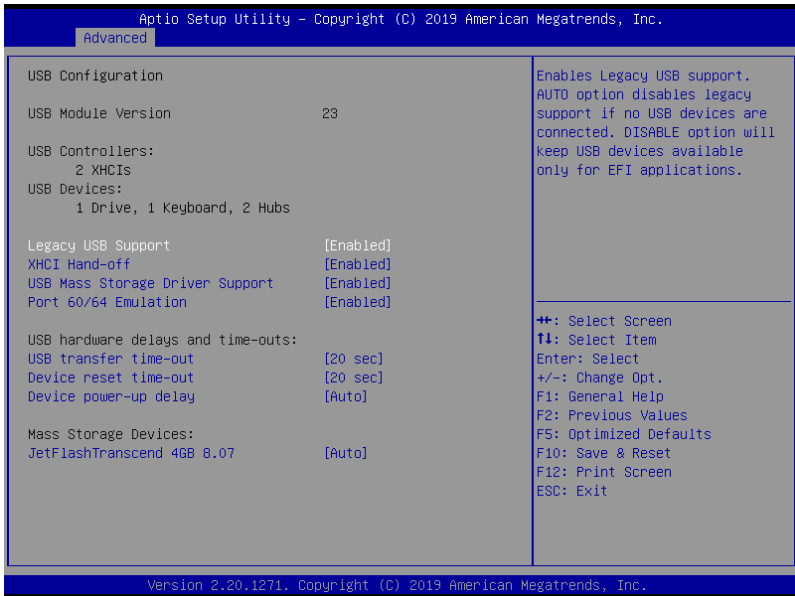 Aptio Setup Utility – Copyright (C) 2019 American Megatrends, Inc.
Advanced
USB Configuration
USB Module Version 23
USB Controllers:
2 XHCIs
USB Devices:
1 Drive, 1 Keyboard, 2 Hubs
Legacy USB Support [Enabled]
XHCI Hand-off [Enabled]
USB Mass Storage Driver Support [Enabled]
Port 60/64 Emulation [Enabled]
USB hardware delays and time-outs:
USB transfer time-out [20 sec]
Device reset time-out [20 sec]
Device power-up delay [Auto]
Mass Storage Devices:
JetFlashTranscend 4GB 8.07 [Auto]
Enables Legacy USB support.
AUTO option disables legacy
support if no USB devices are
connected. DISABLE option will
keep USB devices available
only for EFI applications.
→←: Select Screen
↑↓: Select Item
Enter: Select
+/-: Change Opt.
F1: General Help
F2: Previous Values
F5: Optimized Defaults
F10: Save & Reset
F12: Print Screen
ESC: Exit
Version 2.20.1271. Copyright (C) 2019 American Megatrends, Inc.